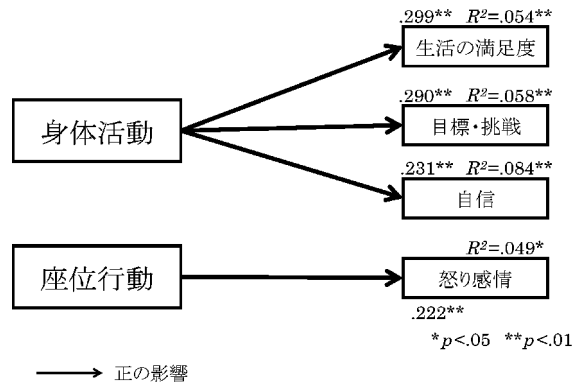 .299** R²=.054**
生活の満足度
.290** R²=.058**
身体活動
目標・挑戦
.231** R²=.084**
自信
R²=.049*
座位行動
怒り感情
.222**
*p<.05 **p<.01
正の影響